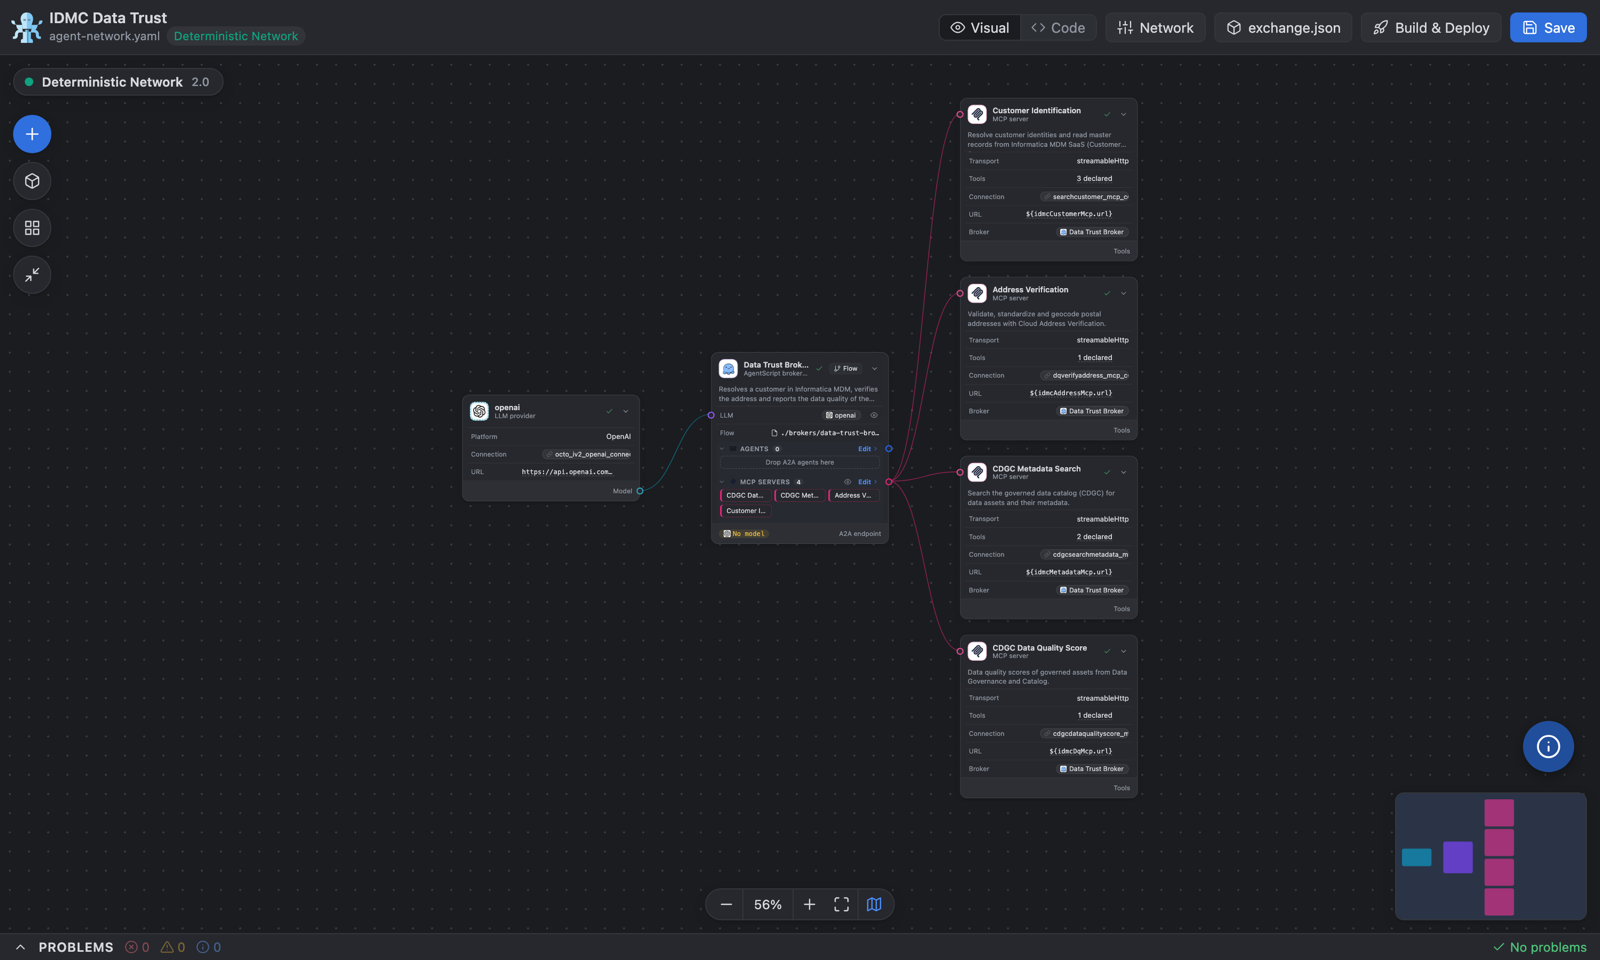 IDMC Data Trust
agent-network.yaml
Deterministic Network
Visual
Code
Network
exchange.json
Build & Deploy
Save
Deterministic Network 2.0
Customer Identification
MCP server
Resolve customer identities and read master
records from Informatica MDM SaaS (Customer...
Transport streamableHttp
Tools 3 declared
Connection searchcustomer_mcp_c
URL ${idmcCustomerMcp.url}
Broker Data Trust Broker
Tools
Address Verification
MCP server
Validate, standardize and geocode postal
addresses with Cloud Address Verification.
Transport streamableHttp
Tools 1 declared
Connection dqverifyaddress_mcp_c
URL ${idmcAddressMcp.url}
Broker Data Trust Broker
Tools
openai
LLM provider
Platform OpenAI
Connection octo_iv2_openai_connec
URL https://api.openai.com…
Model
Data Trust Brok...
AgentScript broker...
Flow
Resolves a customer in Informatica MDM, verifies
the address and reports the data quality of the...
LLM openai
Flow ./brokers/data-trust-bro…
AGENTS 0 Edit
Drop A2A agents here
MCP SERVERS 4 Edit
CDGC Dat... CDGC Met... Address V...
Customer I...
No model A2A endpoint
CDGC Metadata Search
MCP server
Search the governed data catalog (CDGC) for
data assets and their metadata.
Transport streamableHttp
Tools 2 declared
Connection cdgcsearchmetadata_m
URL ${idmcMetadataMcp.url}
Broker Data Trust Broker
Tools
CDGC Data Quality Score
MCP server
Data quality scores of governed assets from Data
Governance and Catalog.
Transport streamableHttp
Tools 1 declared
Connection cdgcdataqualityscore_m
URL ${idmcDqMcp.url}
Broker Data Trust Broker
Tools
56%
PROBLEMS 0 0 0
No problems